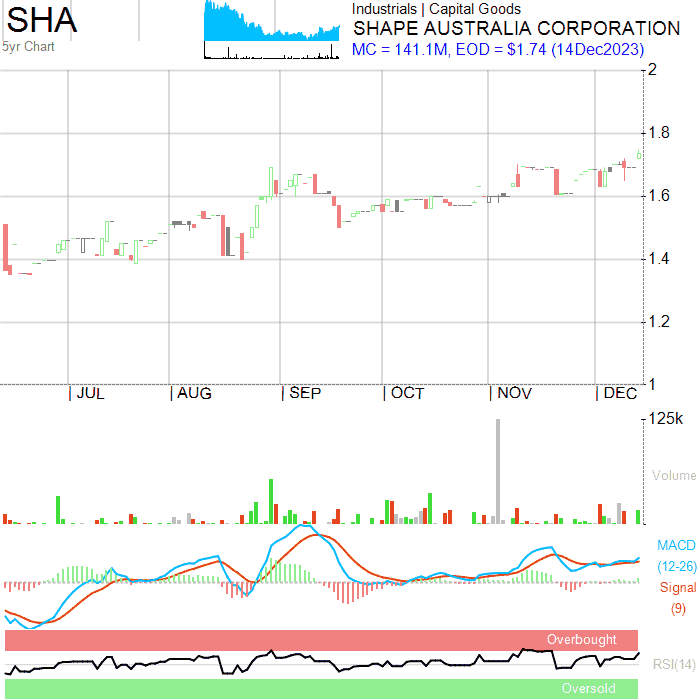 SHA
5yr Chart
Industrials | Capital Goods
SHAPE AUSTRALIA CORPORATION
MC = 141.1M, EOD = $1.74 (14Dec2023)
2
1.8
1.6
1.4
1.2
1
JUL AUG SEP OCT NOV DEC
125k
Volume
MACD
(12-26)
Signal
(9)
Overbought
RSI(14)
Oversold